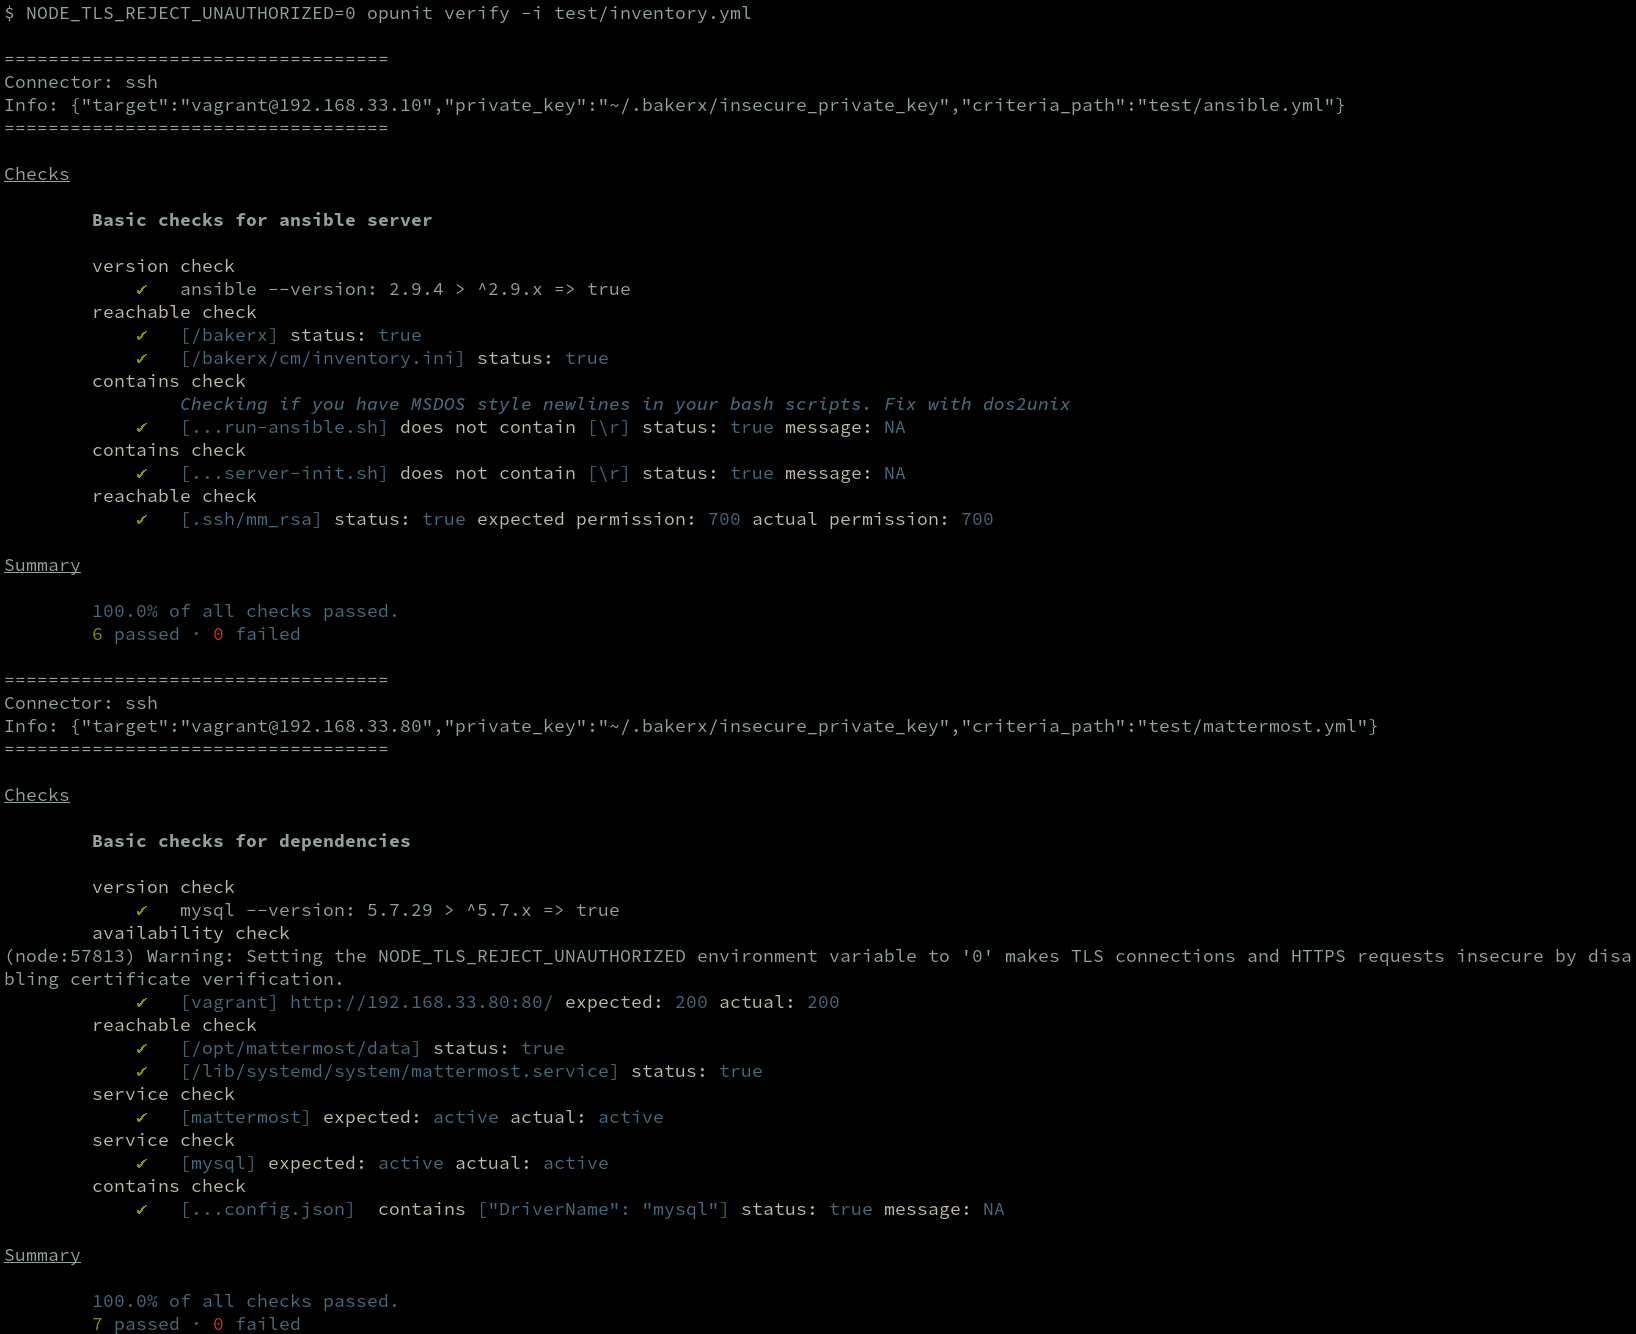 $ NODE_TLS_REJECT_UNAUTHORIZED=0 opunit verify -i test/inventory.yml
===================================
Connector: ssh
Info: {"target":"vagrant@192.168.33.10","private_key":"~/.bakerx/insecure_private_key","criteria_path":"test/ansible.yml"}
===================================
Checks
Basic checks for ansible server
version check
✔ ansible --version: 2.9.4 > ^2.9.x => true
reachable check
✔ [/bakerx] status: true
✔ [/bakerx/cm/inventory.ini] status: true
contains check
Checking if you have MSDOS style newlines in your bash scripts. Fix with dos2unix
✔ [...run-ansible.sh] does not contain [\r] status: true message: NA
contains check
✔ [...server-init.sh] does not contain [\r] status: true message: NA
reachable check
✔ [.ssh/mm_rsa] status: true expected permission: 700 actual permission: 700
Summary
100.0% of all checks passed.
6 passed · 0 failed
===================================
Connector: ssh
Info: {"target":"vagrant@192.168.33.80","private_key":"~/.bakerx/insecure_private_key","criteria_path":"test/mattermost.yml"}
===================================
Checks
Basic checks for dependencies
version check
✔ mysql --version: 5.7.29 > ^5.7.x => true
availability check
(node:57813) Warning: Setting the NODE_TLS_REJECT_UNAUTHORIZED environment variable to '0' makes TLS connections and HTTPS requests insecure by disa
bling certificate verification.
✔ [vagrant] http://192.168.33.80:80/ expected: 200 actual: 200
reachable check
✔ [/opt/mattermost/data] status: true
✔ [/lib/systemd/system/mattermost.service] status: true
service check
✔ [mattermost] expected: active actual: active
service check
✔ [mysql] expected: active actual: active
contains check
✔ [...config.json]  contains ["DriverName": "mysql"] status: true message: NA
Summary
100.0% of all checks passed.
7 passed · 0 failed